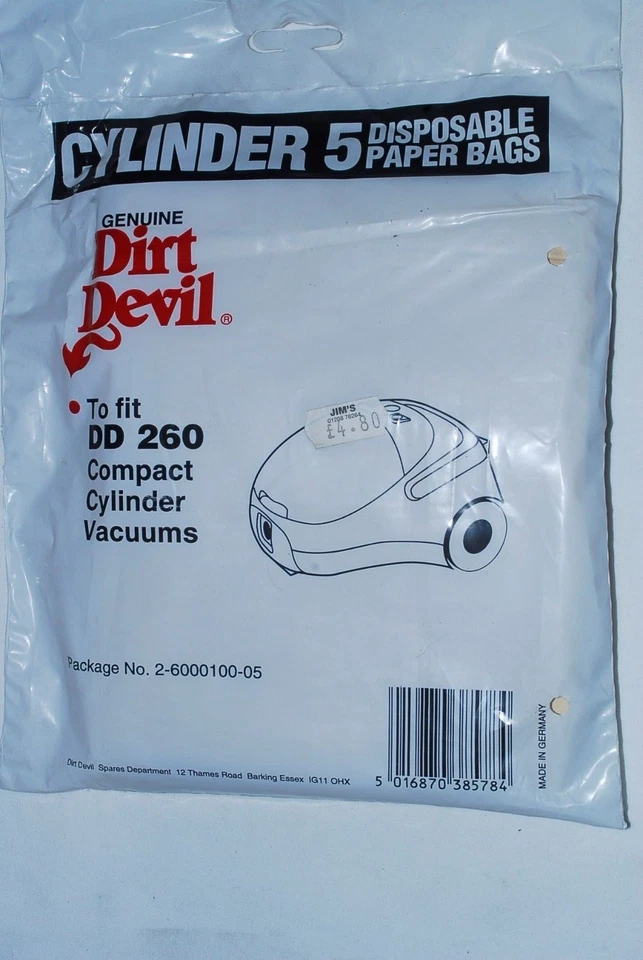 CYLINDER 5 DISPOSABLE
PAPER BAGS
GENUINE
Dirt
Devil®
• To fit
DD 260
Compact
Cylinder
Vacuums
JIM'S
£4.80
Package No. 2-6000100-05
Dirt Devil Spares Department 12 Thames Road Barking Essex IG11 OHX
5 016870 385784
MADE IN GERMANY